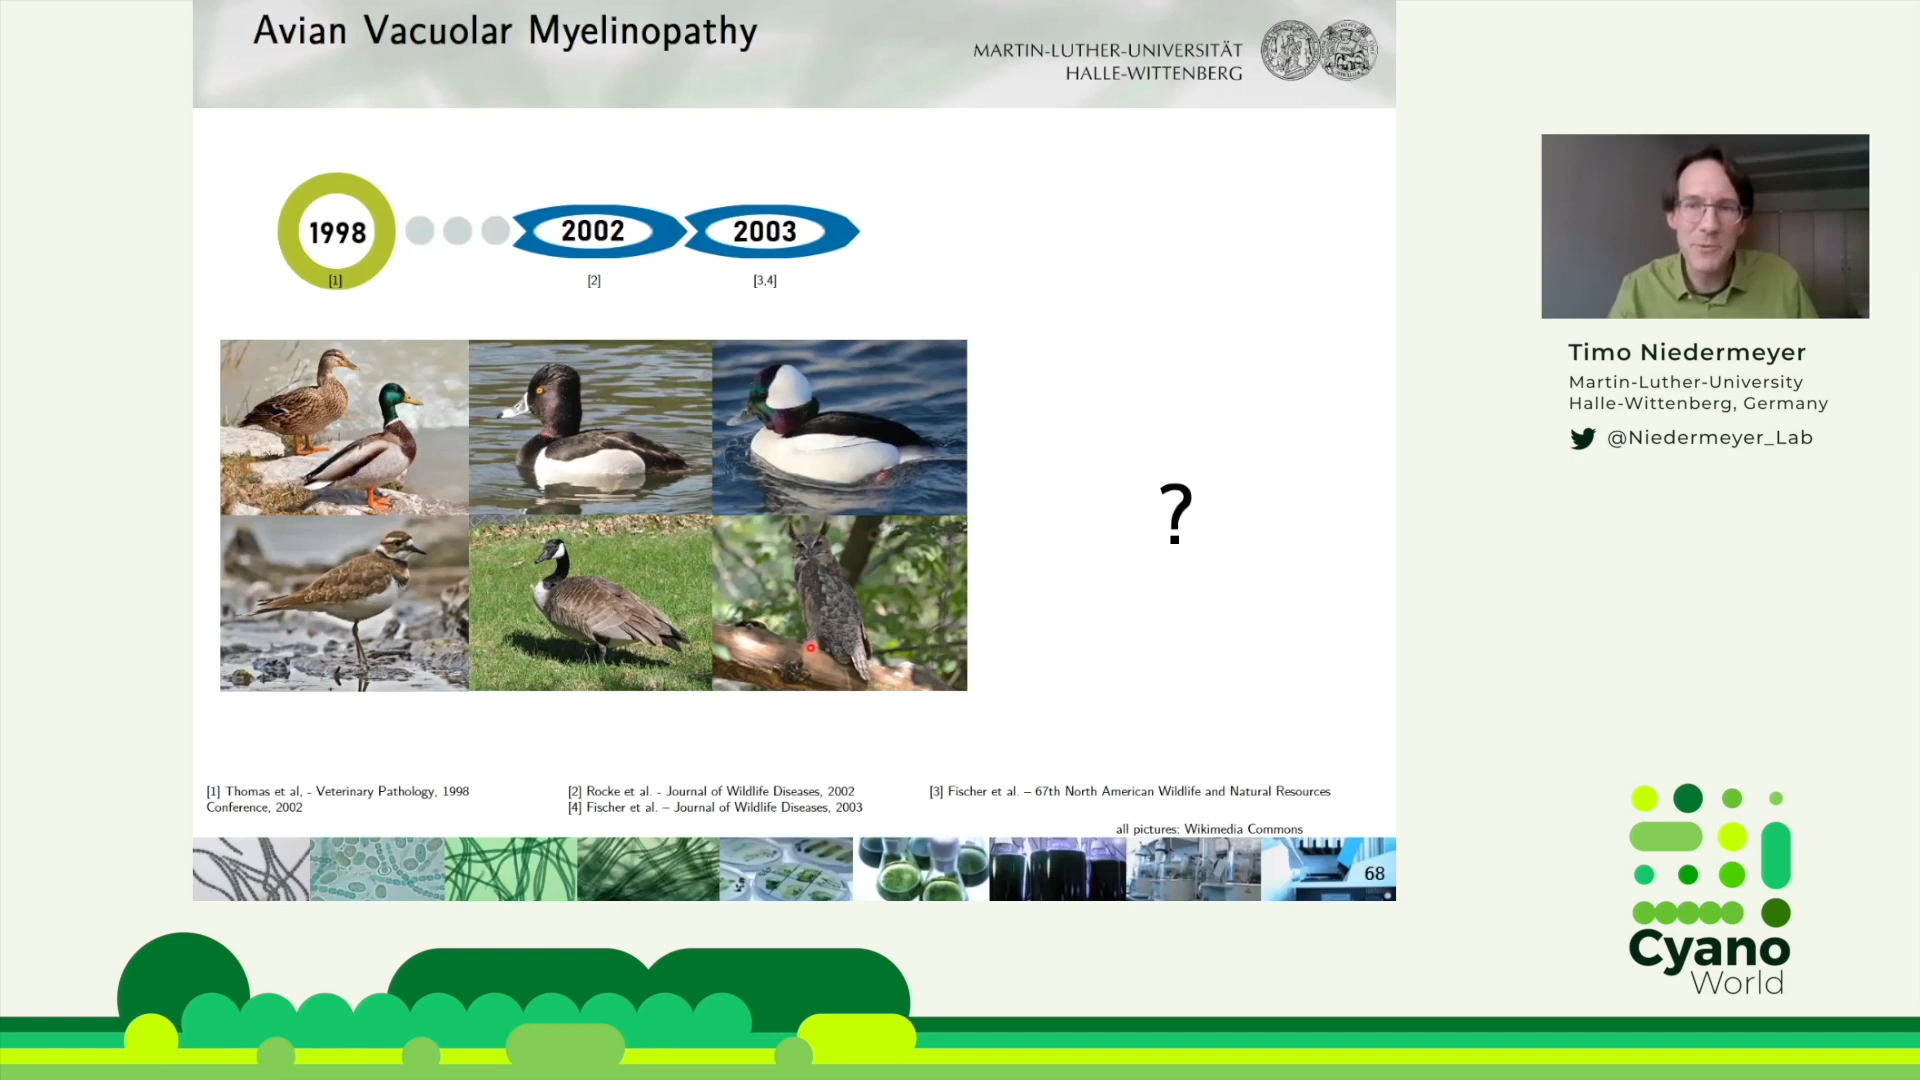 Avian Vacuolar Myelinopathy
MARTIN-LUTHER-UNIVERSITÄT
HALLE-WITTENBERG
1998
2002
2003
[1]
[2]
[3,4]
?
[1] Thomas et al, - Veterinary Pathology, 1998
[2] Rocke et al. - Journal of Wildlife Diseases, 2002
[3] Fischer et al. – 67th North American Wildlife and Natural Resources
Conference, 2002
[4] Fischer et al. – Journal of Wildlife Diseases, 2003
all pictures: Wikimedia Commons
68
Timo Niedermeyer
Martin-Luther-University
Halle-Wittenberg, Germany
@Niedermeyer_Lab
Cyano
World